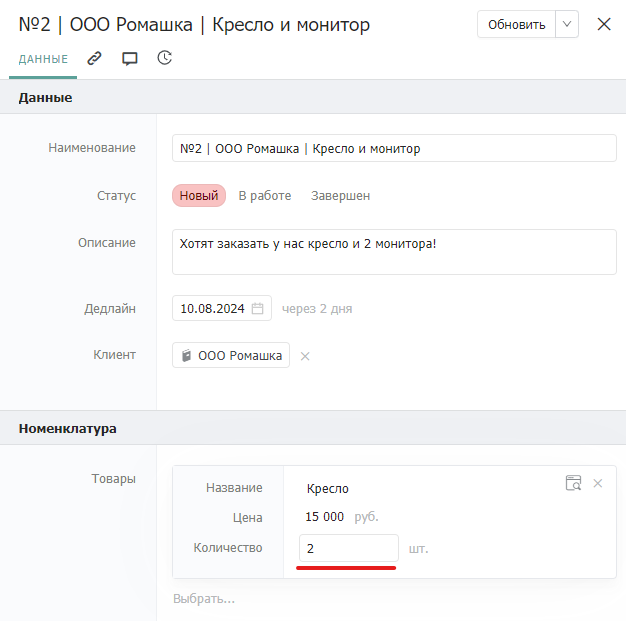 №2 | ООО Ромашка | Кресло и монитор
Обновить
ДАННЫЕ
Данные
Наименование №2 | ООО Ромашка | Кресло и монитор
Статус Новый В работе Завершен
Описание Хотят заказать у нас кресло и 2 монитора!
Дедлайн 10.08.2024 через 2 дня
Клиент ООО Ромашка
Номенклатура
Товары
Название Кресло
Цена 15 000 руб.
Количество 2 шт.
Выбрать...